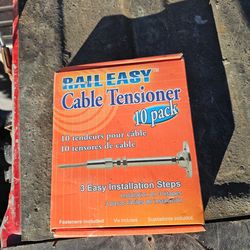 RAIL EASY™
Cable Tensioner
10 pack
10 tendeurs pour câble
10 tensores de cable
3 Easy Installation Steps
Fasteners Included
Vis incluses